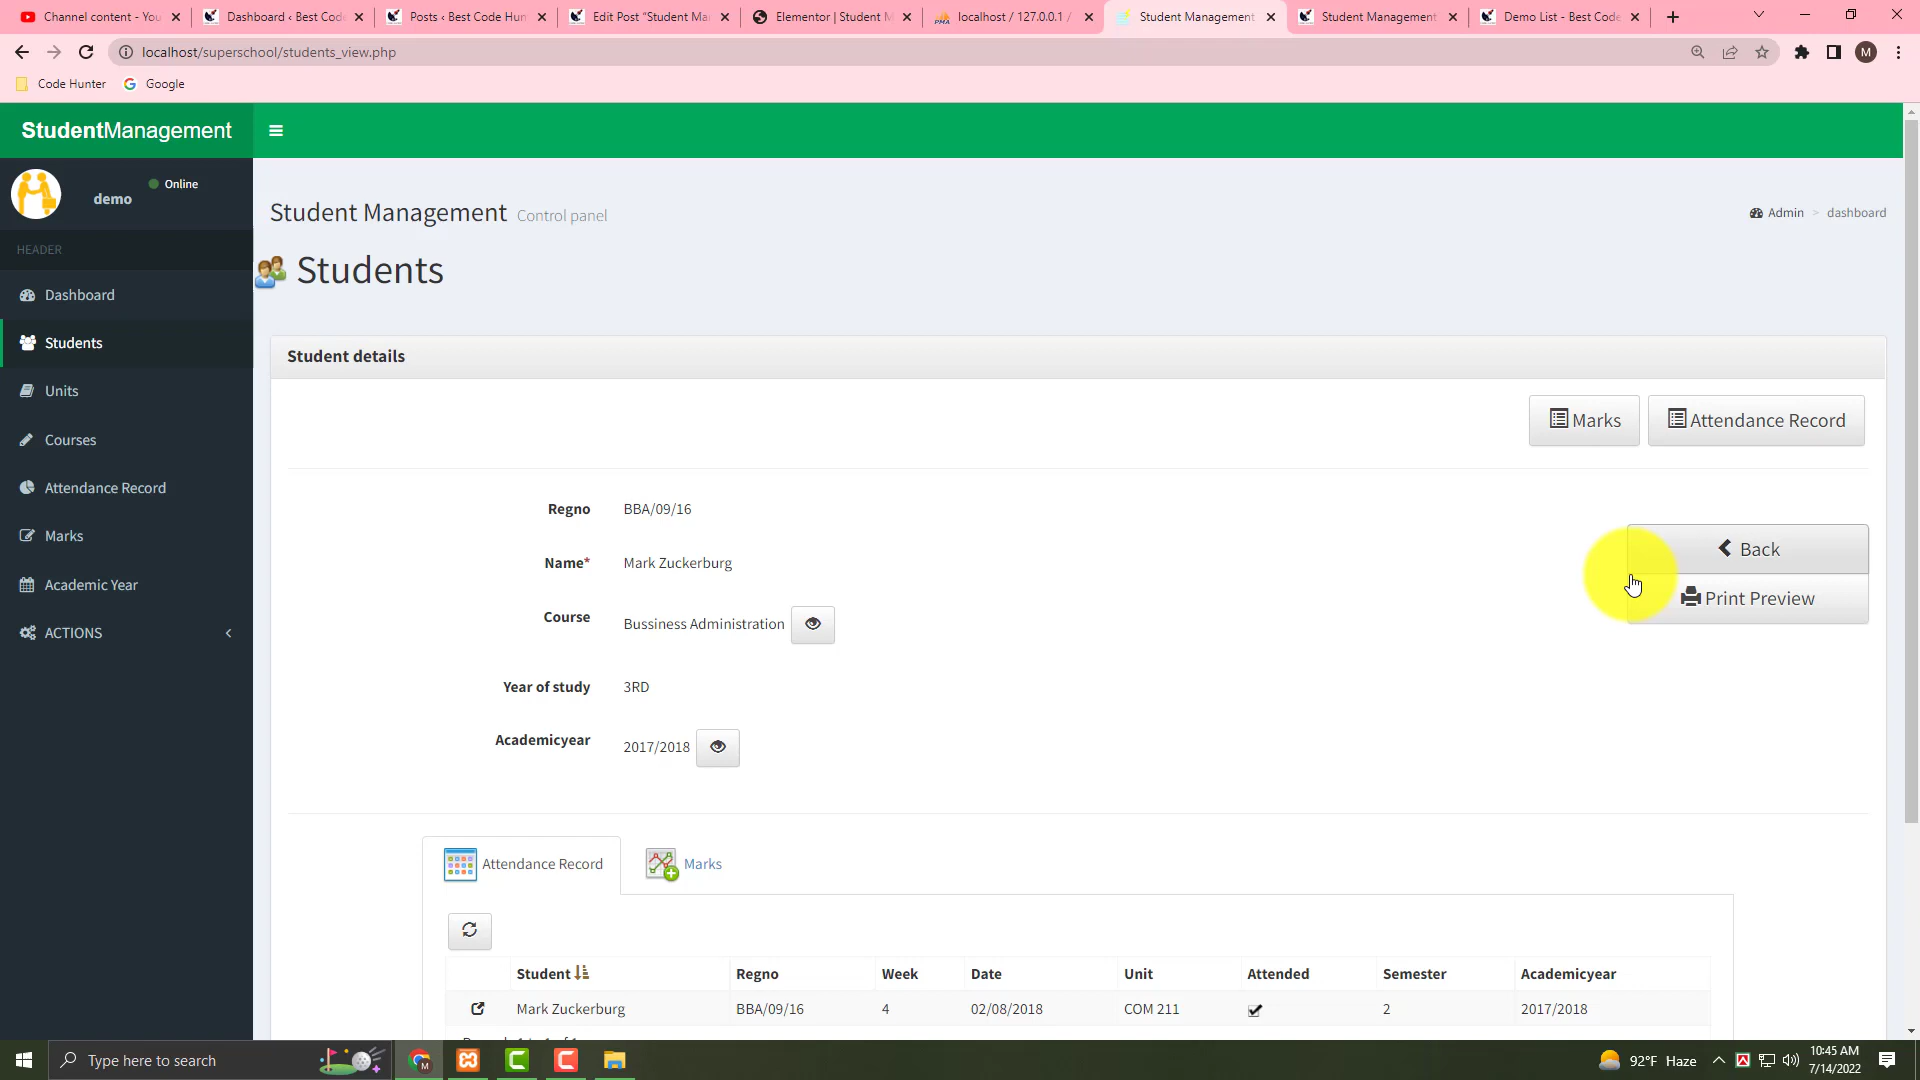 Channel content - You
Dashboard ‹ Best Code
Posts ‹ Best Code Hun
Edit Post "Student Ma
Elementor | Student M
localhost / 127.0.0.1 /
Student Management
Student Management
Demo List - Best Code
localhost/superschool/students_view.php
M
Code Hunter
Google
StudentManagement
demo
Online
HEADER
Dashboard
Students
Units
Courses
Attendance Record
Marks
Academic Year
ACTIONS
Student Management Control panel
Admin > dashboard
Students
Student details
Marks
Attendance Record
Regno BBA/09/16
Name* Mark Zuckerburg
Course Bussiness Administration
Year of study 3RD
Academicyear 2017/2018
Back
Print Preview
Attendance Record
Marks
Student Regno Week Date Unit Attended Semester Academicyear
Mark Zuckerburg BBA/09/16 4 02/08/2018 COM 211 2 2017/2018
Type here to search
92°F Haze
10:45 AM
7/14/2022